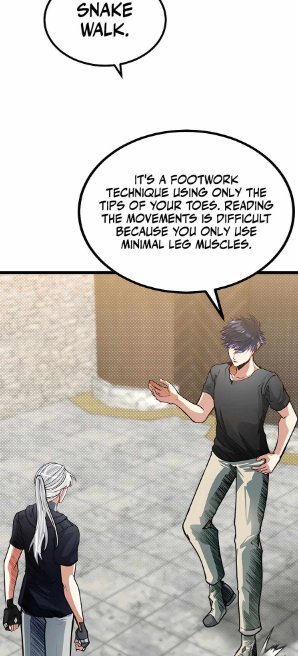 SNAKE
WALK.
IT'S A FOOTWORK
TECHNIQUE USING ONLY THE
TIPS OF YOUR TOES. READING
THE MOVEMENTS IS DIFFICULT
BECAUSE YOU ONLY USE
MINIMAL LEG MUSCLES.